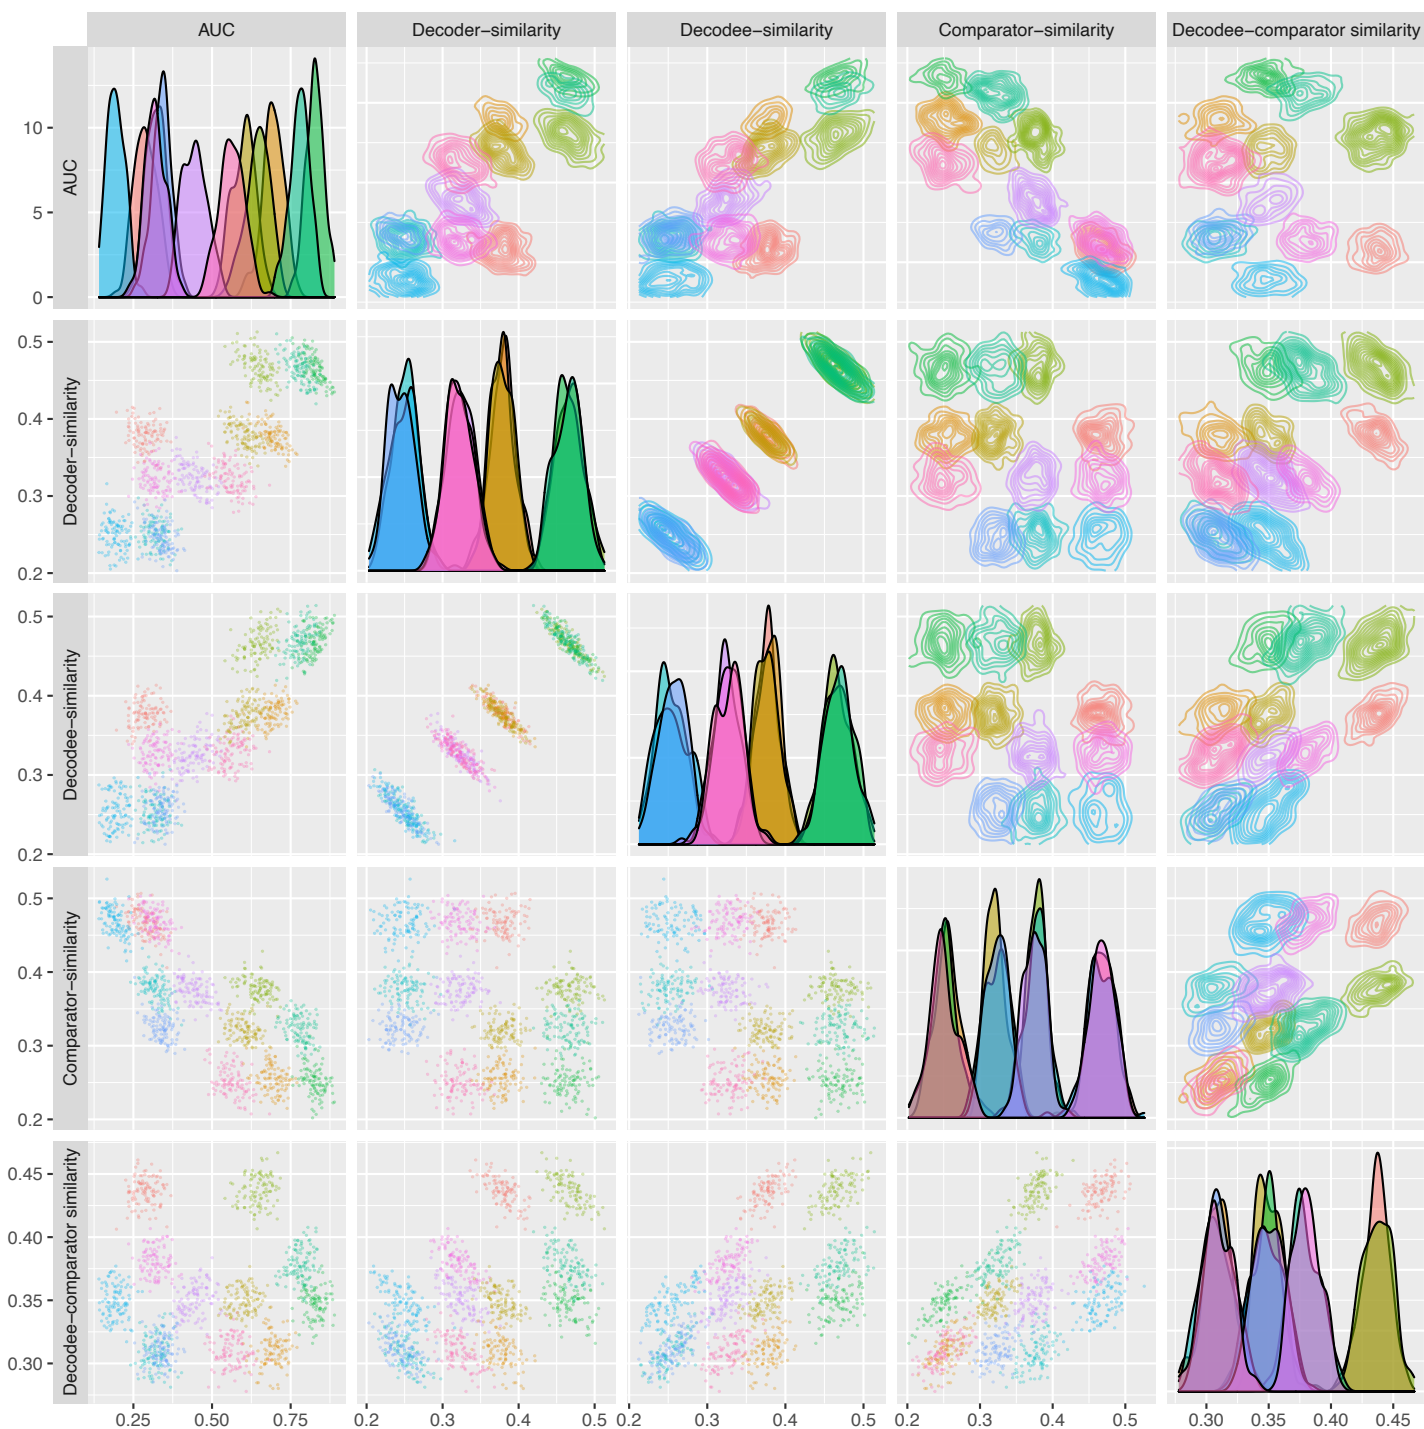 AUC
Decoder−similarity
Decodee−similarity
Comparator−similarity
Decodee−comparator similarity
AUC
10
5
0
Decoder−similarity
0.5
0.4
0.3
0.2
Decodee−similarity
0.5
0.4
0.3
0.2
Comparator−similarity
0.5
0.4
0.3
0.2
Decodee−comparator similarity
0.45
0.40
0.35
0.30
0.25 0.50 0.75
0.2 0.3 0.4 0.5
0.2 0.3 0.4 0.5
0.2 0.3 0.4 0.5
0.30 0.35 0.40 0.45